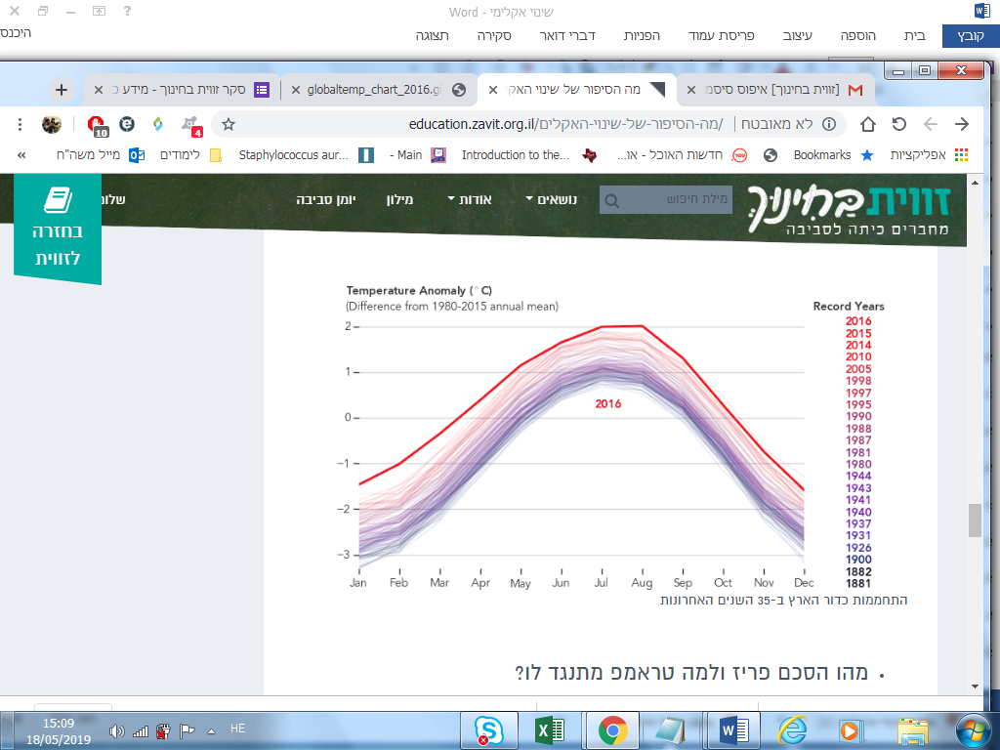 שינוי אקלימי - Word
היכנס
קובץ
בית
הוספה
עיצוב
פריסת עמוד
הפניות
דברי דואר
סקירה
תצוגה
[זווית בחינוך] איפוס סיסמ
מה הסיפור של שינוי האק
globaltemp_chart_2016.gi
סקר זווית בחינוך - מידע כ
לא מאובטח
education.zavit.org.il/מה-הסיפור-של-שינוי-האקלים/
10
4
אפליקציות
Bookmarks
חדשות האוכל - או...
Introduction to the...
Main -
Staphylococcus aur...
לימודים
מייל משה"ח
«
זווית בחינוך
מחברים כיתה לסביבה
מילת חיפוש
נושאים
אודות
מילון
יומן סביבה
שלום
בחזרה
לזווית
Temperature Anomaly (°C)
(Difference from 1980-2015 annual mean)
2
1
0
-1
-2
-3
2016
Jan Feb Mar Apr May Jun Jul Aug Sep Oct Nov Dec
Record Years
2016
2015
2014
2010
2005
1998
1997
1995
1990
1988
1987
1981
1980
1944
1943
1941
1940
1937
1931
1926
1900
1882
1881
התחממות כדור הארץ ב-35 השנים האחרונות
• מהו הסכם פריז ולמה טראמפ מתנגד לו?
HE
15:09
18/05/2019